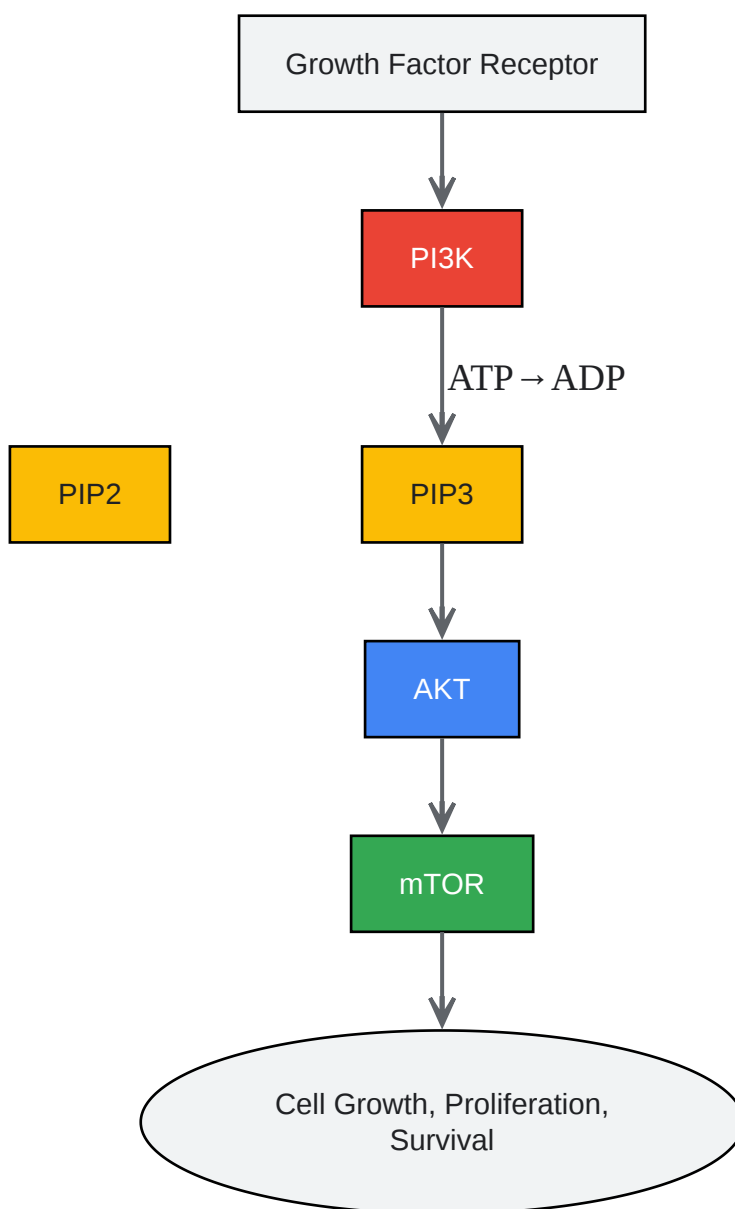 Growth Factor Receptor
PI3K
ATP→ADP
PIP2
PIP3
AKT
mTOR
Cell Growth, Proliferation,
Survival